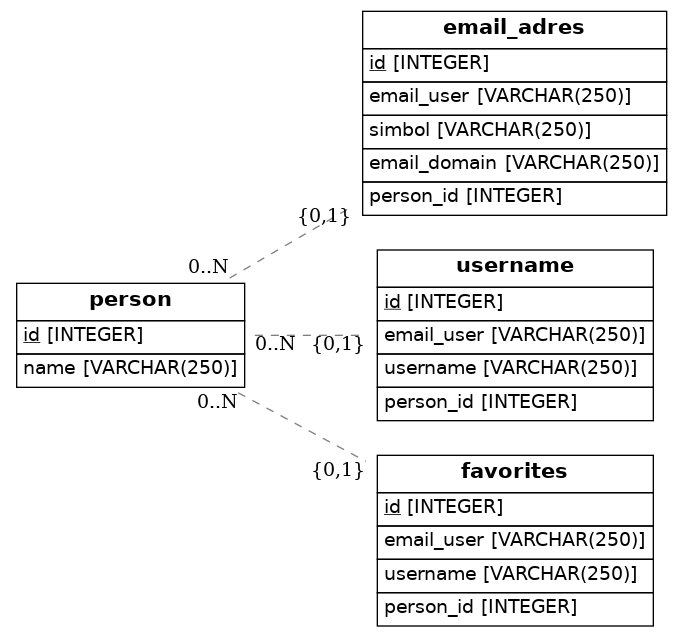 email_adres
id [INTEGER]
email_user [VARCHAR(250)]
simbol [VARCHAR(250)]
email_domain [VARCHAR(250)]
person_id [INTEGER]
{0,1}
0..N
person
id [INTEGER]
name [VARCHAR(250)]
0..N {0,1}
username
id [INTEGER]
email_user [VARCHAR(250)]
username [VARCHAR(250)]
person_id [INTEGER]
0..N
{0,1}
favorites
id [INTEGER]
email_user [VARCHAR(250)]
username [VARCHAR(250)]
person_id [INTEGER]